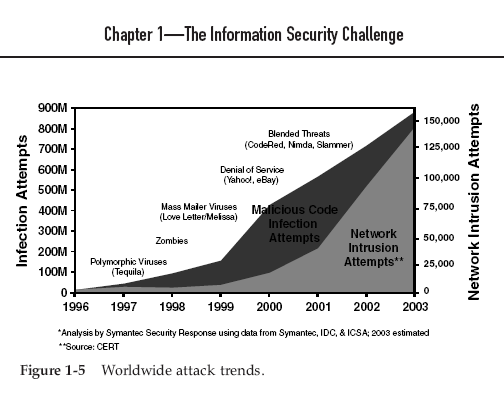 Chapter 1—The Information Security Challenge
900M
800M
700M
600M
500M
400M
300M
200M
100M
0
Infection Attempts
150,000
125,000
100,000
75,000
50,000
25,000
0
Network Intrusion Attempts
Blended Threats
(CodeRed, Nimda, Slammer)
Denial of Service
(Yahoo!, eBay)
Mass Mailer Viruses
(Love Letter/Melissa)
Malicious Code
Infection
Attempts
Zombies
Network
Intrusion
Attempts**
Polymorphic Viruses
(Tequila)
1996 1997 1998 1999 2000 2001 2002 2003
*Analysis by Symantec Security Response using data from Symantec, IDC, & ICSA; 2003 estimated
**Source: CERT
Figure 1-5 Worldwide attack trends.